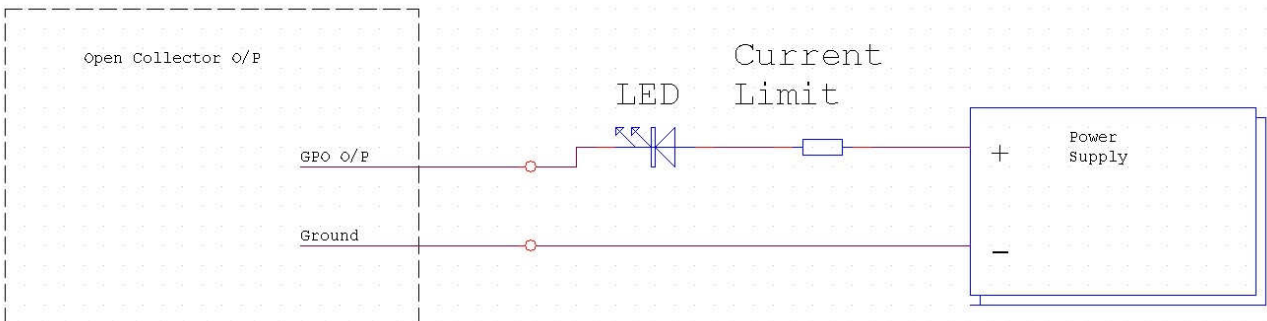 Open Collector O/P
Current
LED Limit
Power
Supply
GPO O/P
+
Ground
−